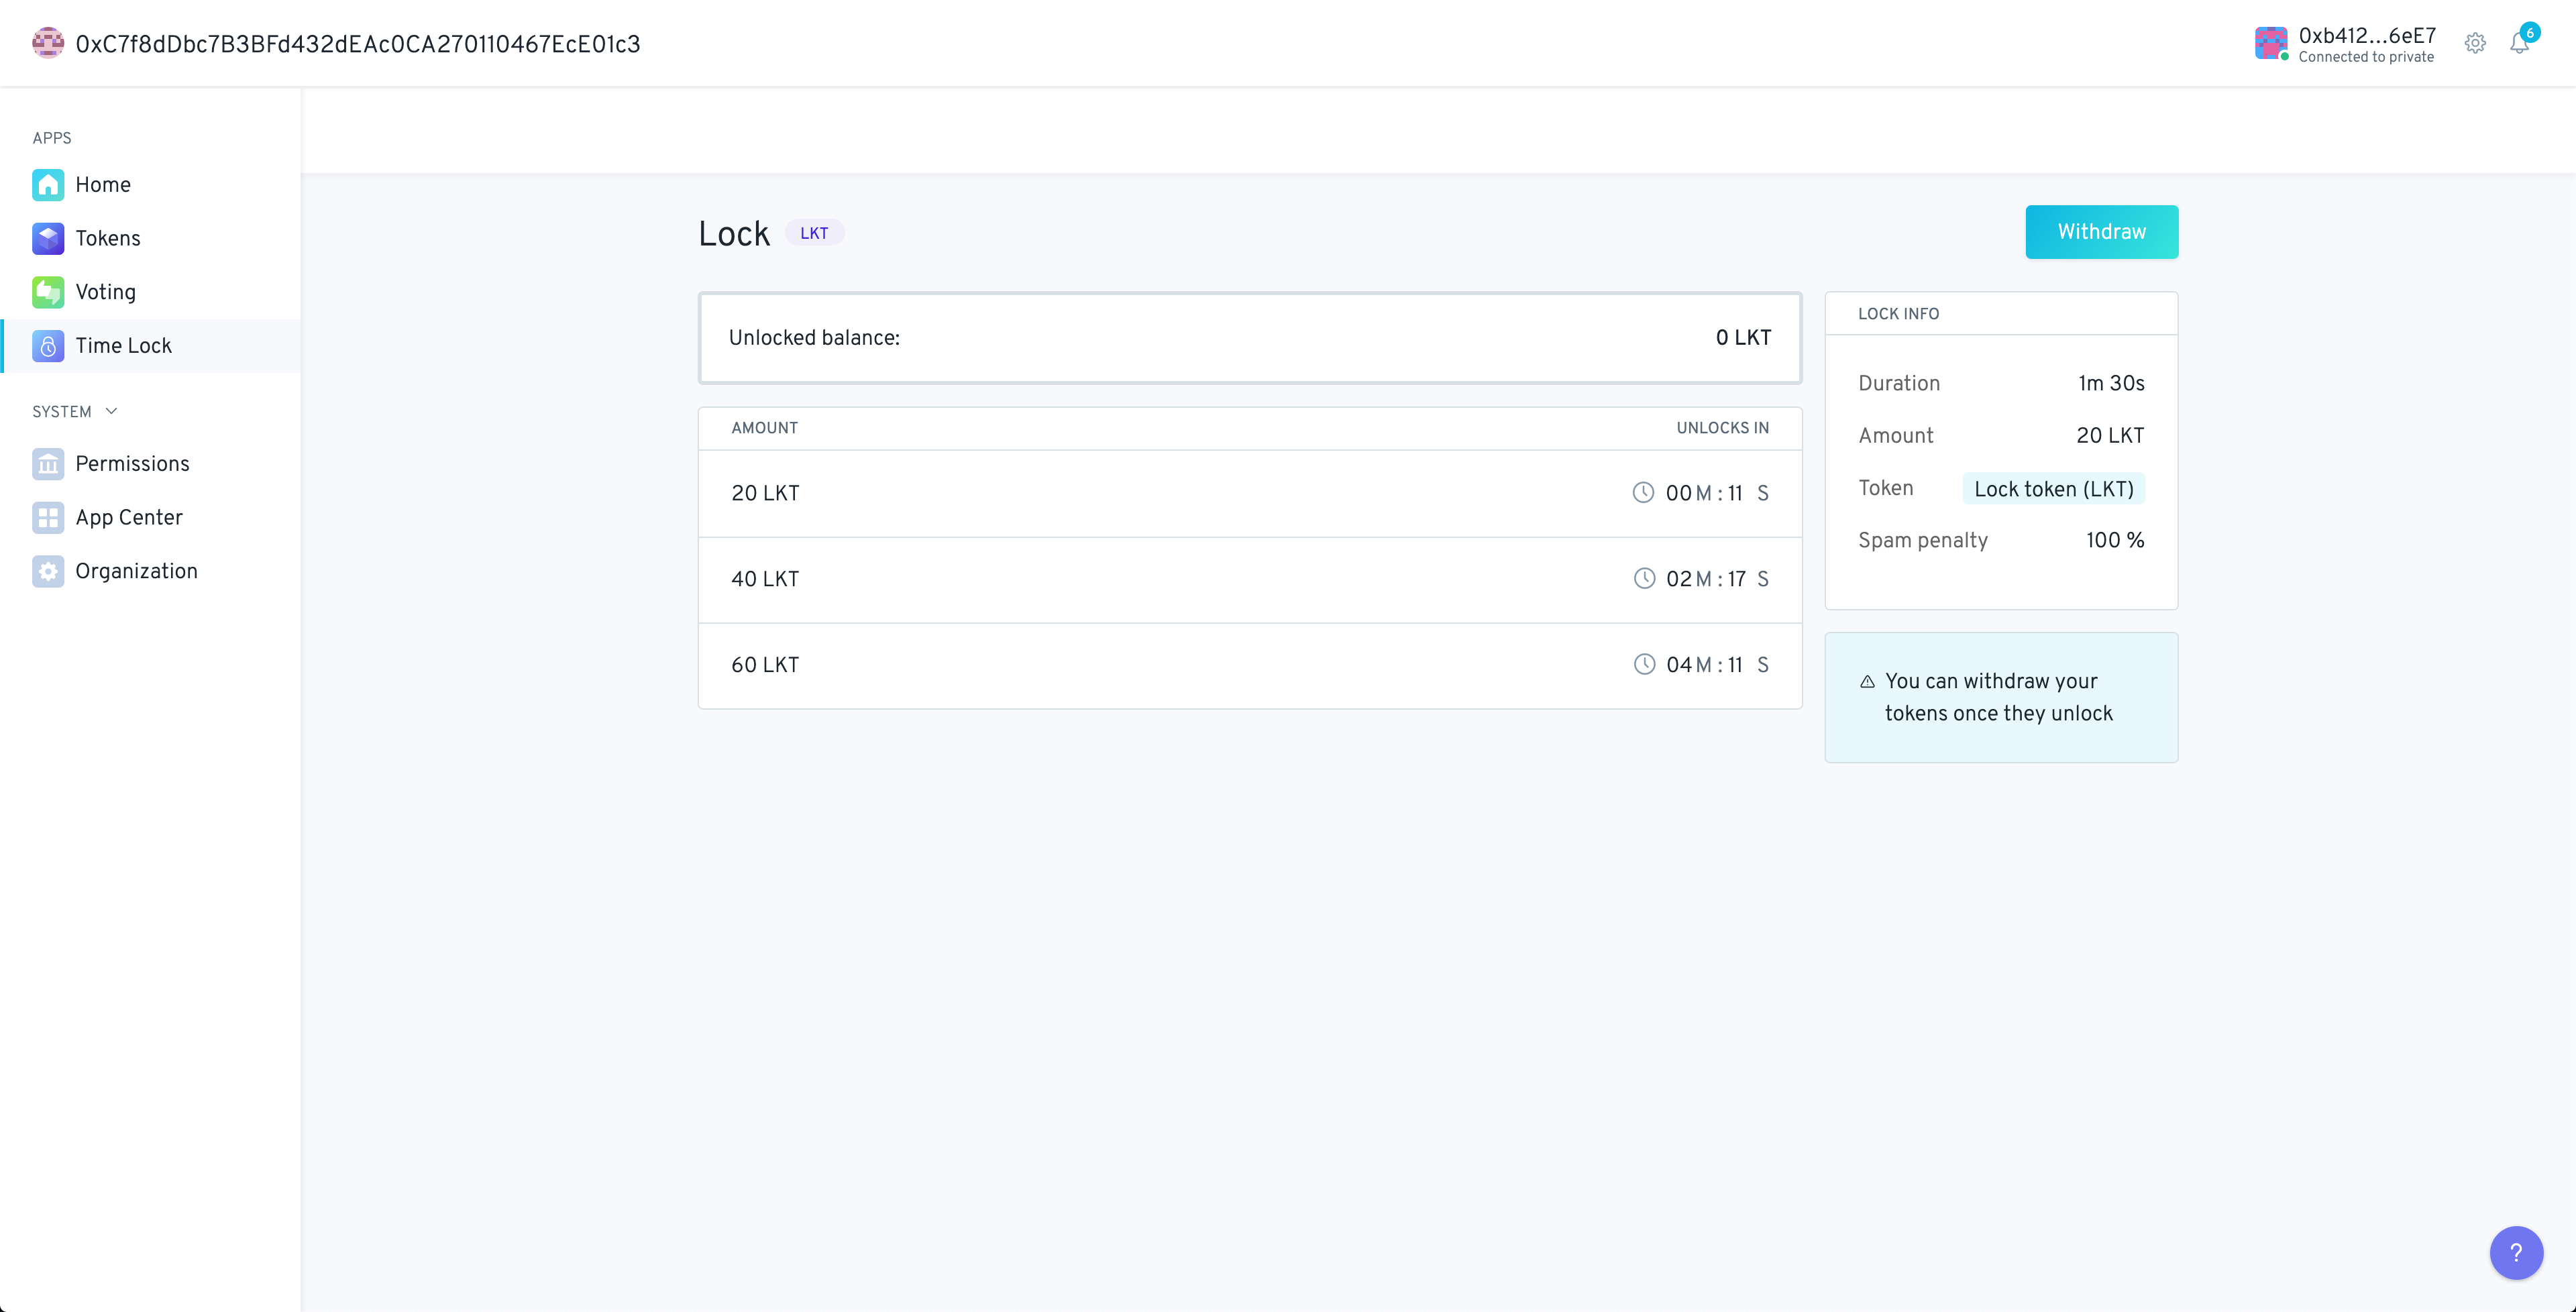 0xC7f8dDbc7B3BFd432dEAc0CA270110467EcE01c3
0xb412...6eE7
Connected to private
6
APPS
Home
Tokens
Voting
Time Lock
SYSTEM
Permissions
App Center
Organization
Lock LKT
Withdraw
Unlocked balance: 0 LKT
AMOUNT UNLOCKS IN
20 LKT 00 M : 11 S
40 LKT 02 M : 17 S
60 LKT 04 M : 11 S
LOCK INFO
Duration 1m 30s
Amount 20 LKT
Token Lock token (LKT)
Spam penalty 100 %
You can withdraw your
tokens once they unlock
?